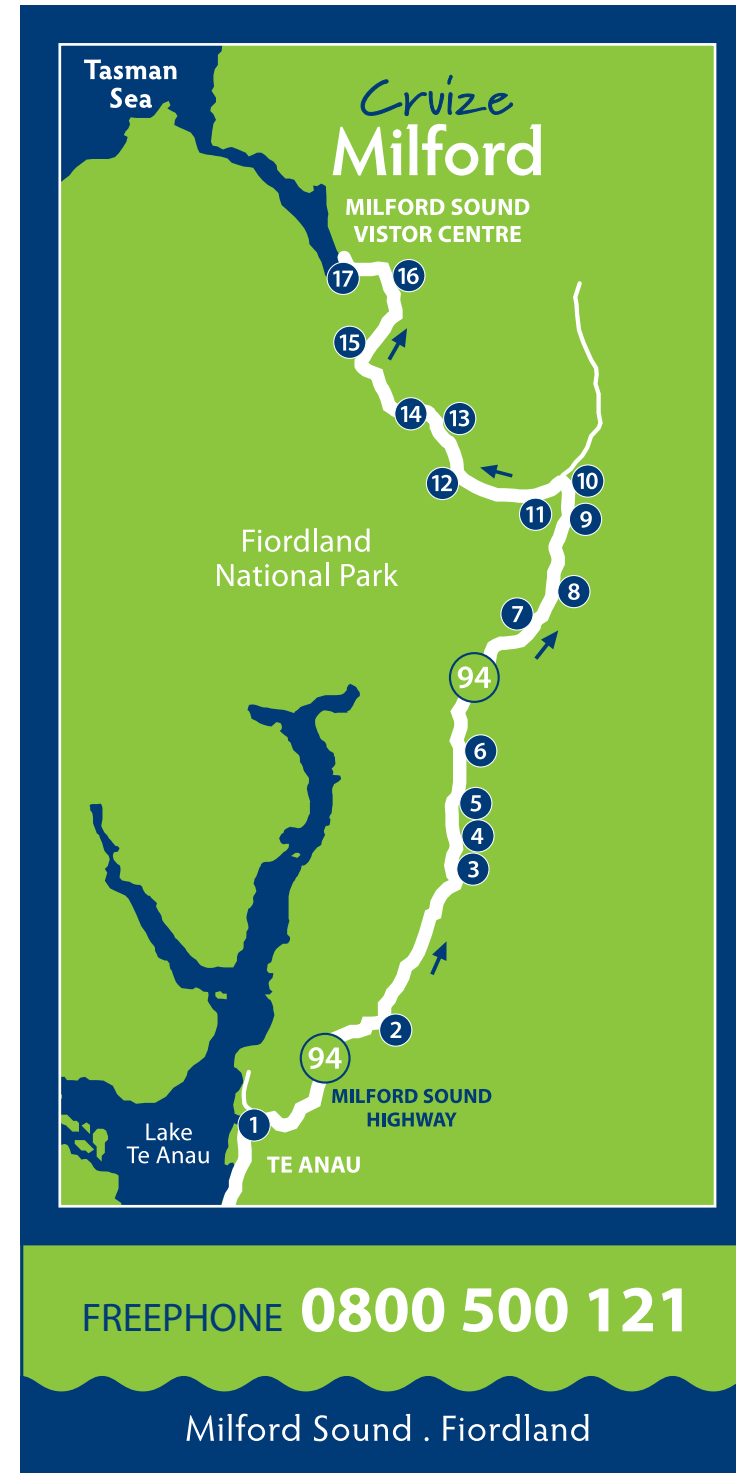 Tasman
Sea
Cruize
Milford
MILFORD SOUND
VISTOR CENTRE
17
16
15
14
13
12
10
11
9
Fiordland
National Park
8
7
94
6
5
4
3
2
94
MILFORD SOUND
HIGHWAY
1
Lake
Te Anau
TE ANAU
FREEPHONE 0800 500 121
Milford Sound . Fiordland